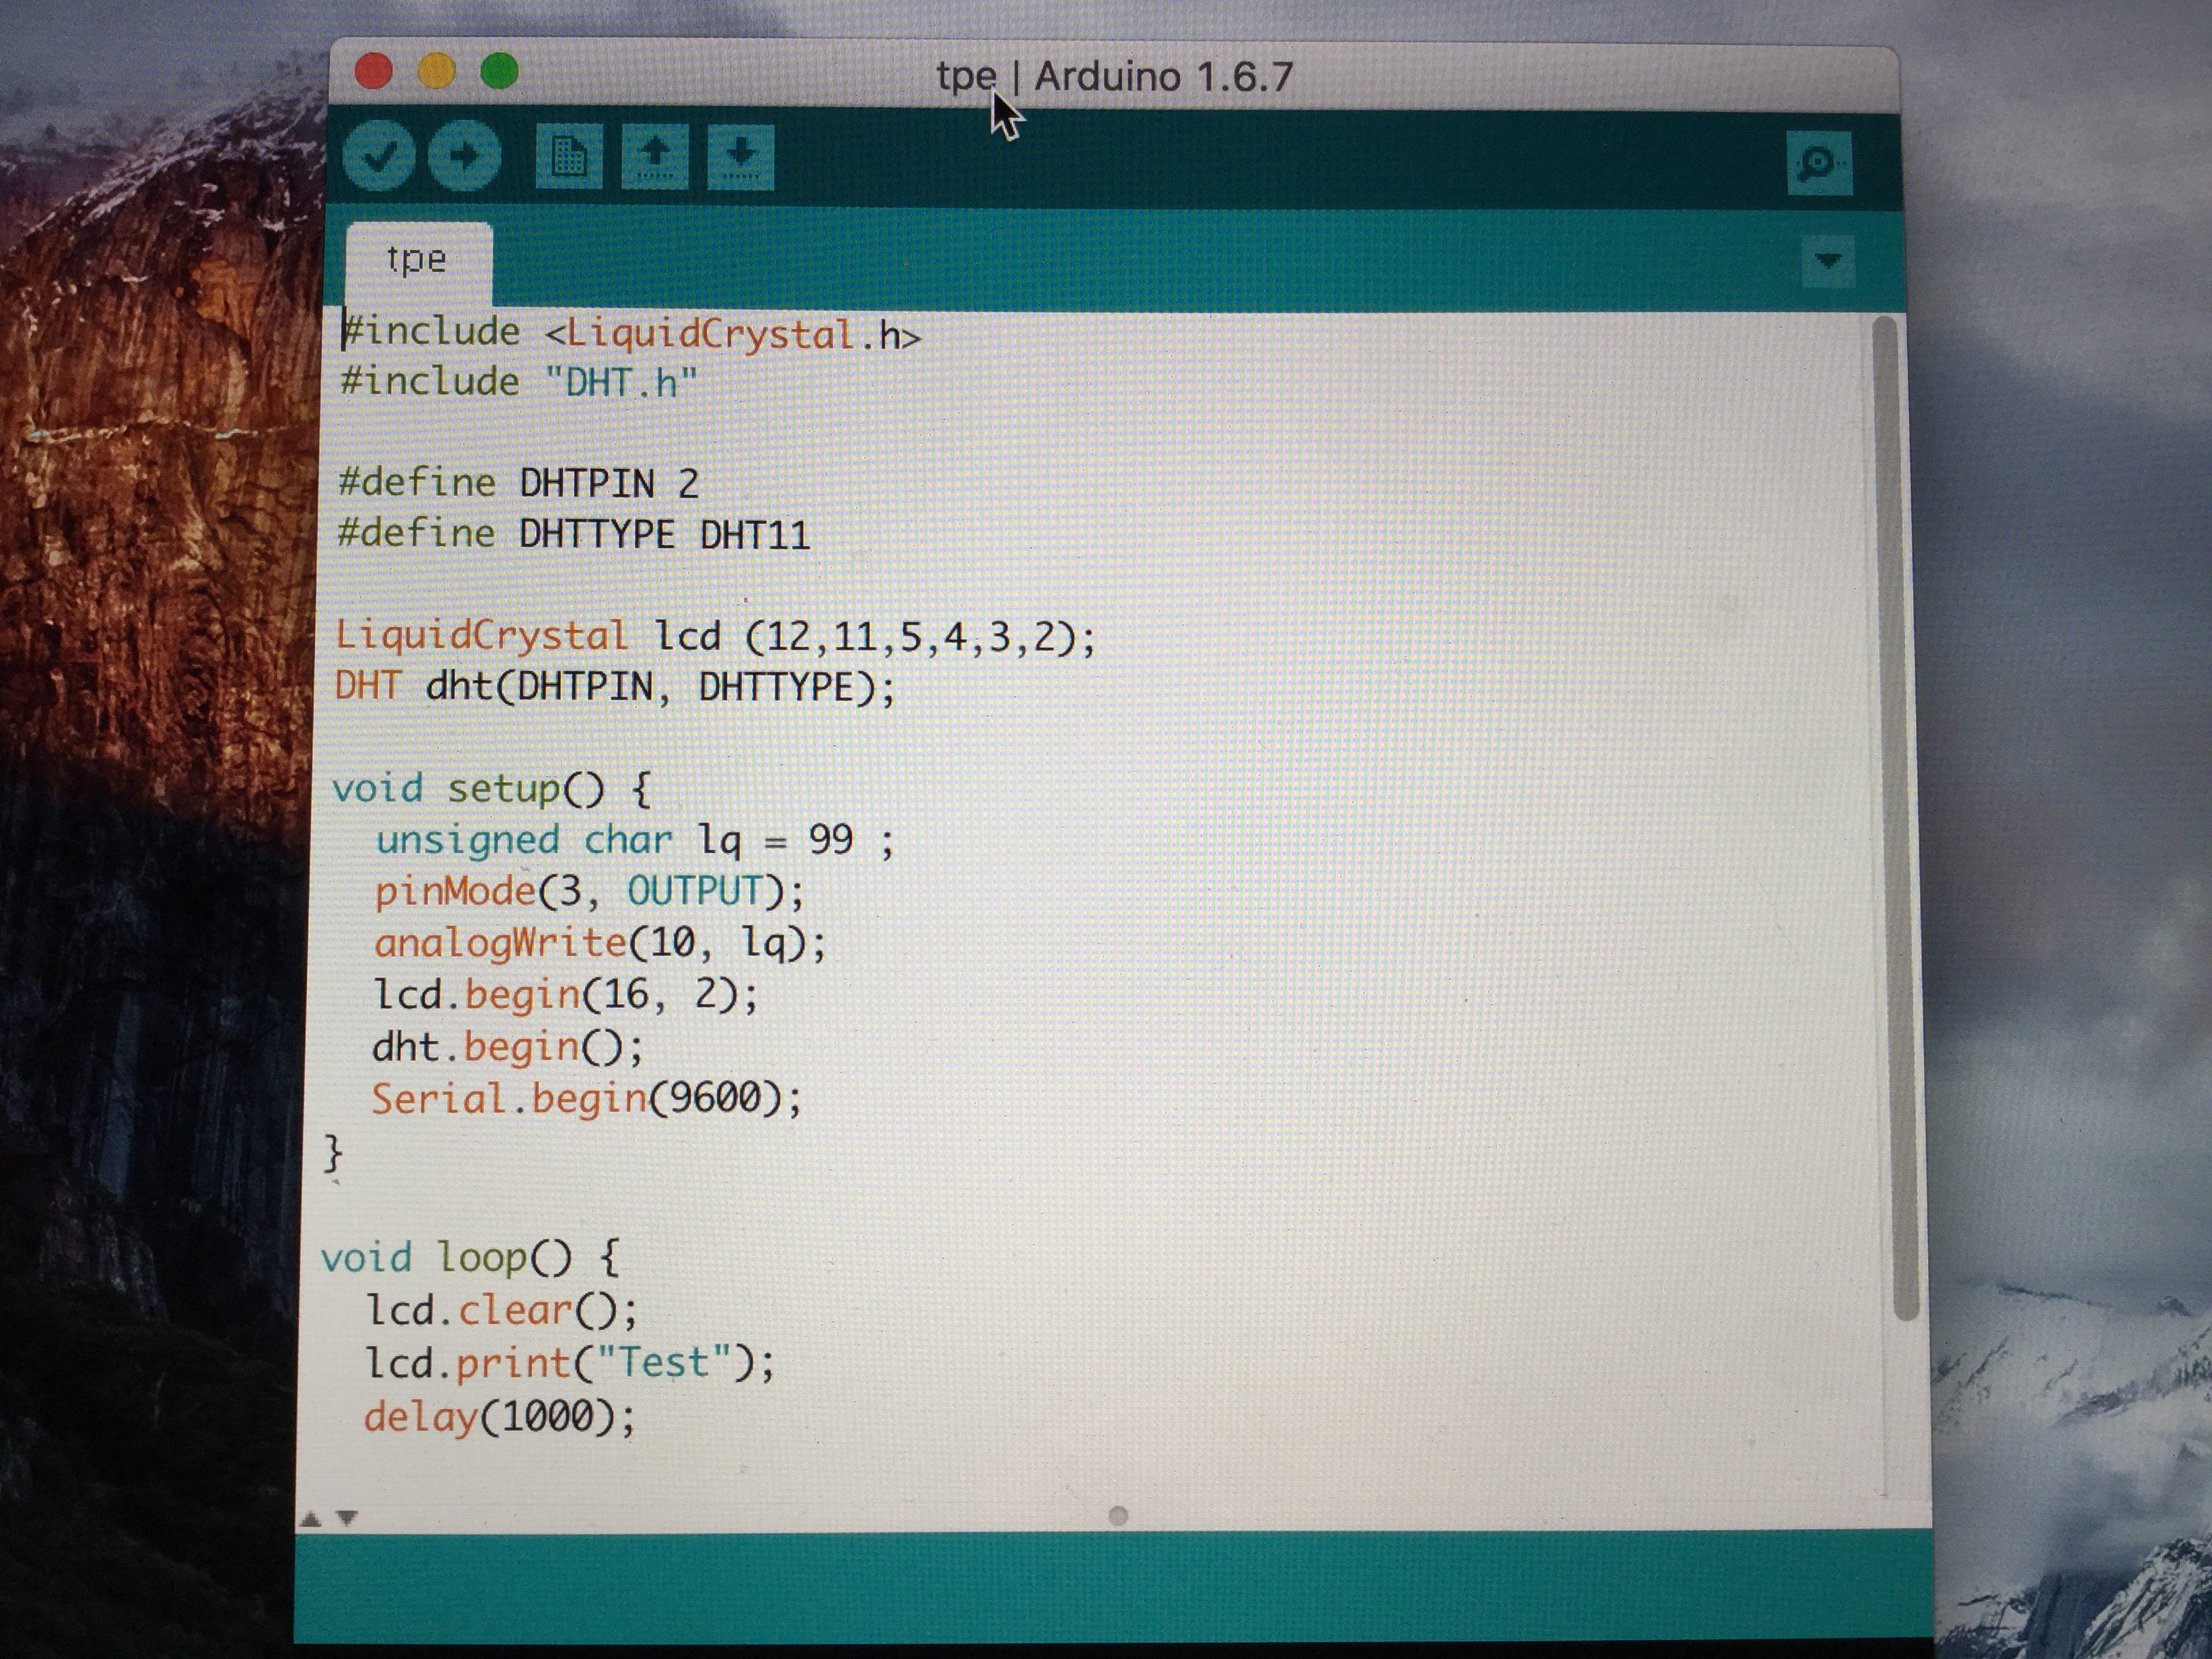 tpe | Arduino 1.6.7
tpe
#include <LiquidCrystal.h>
#include "DHT.h"
#define DHTPIN 2
#define DHTTYPE DHT11
LiquidCrystal lcd (12,11,5,4,3,2);
DHT dht(DHTPIN, DHTTYPE);
void setup() {
unsigned char lq = 99 ;
pinMode(3, OUTPUT);
analogWrite(10, lq);
lcd.begin(16, 2);
dht.begin();
Serial.begin(9600);
}
void loop() {
lcd.clear();
lcd.print("Test");
delay(1000);